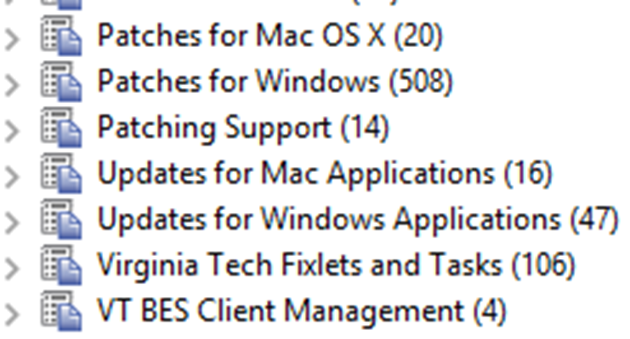 Patches for Mac OS X (20)
Patches for Windows (508)
Patching Support (14)
Updates for Mac Applications (16)
Updates for Windows Applications (47)
Virginia Tech Fixlets and Tasks (106)
VT BES Client Management (4)